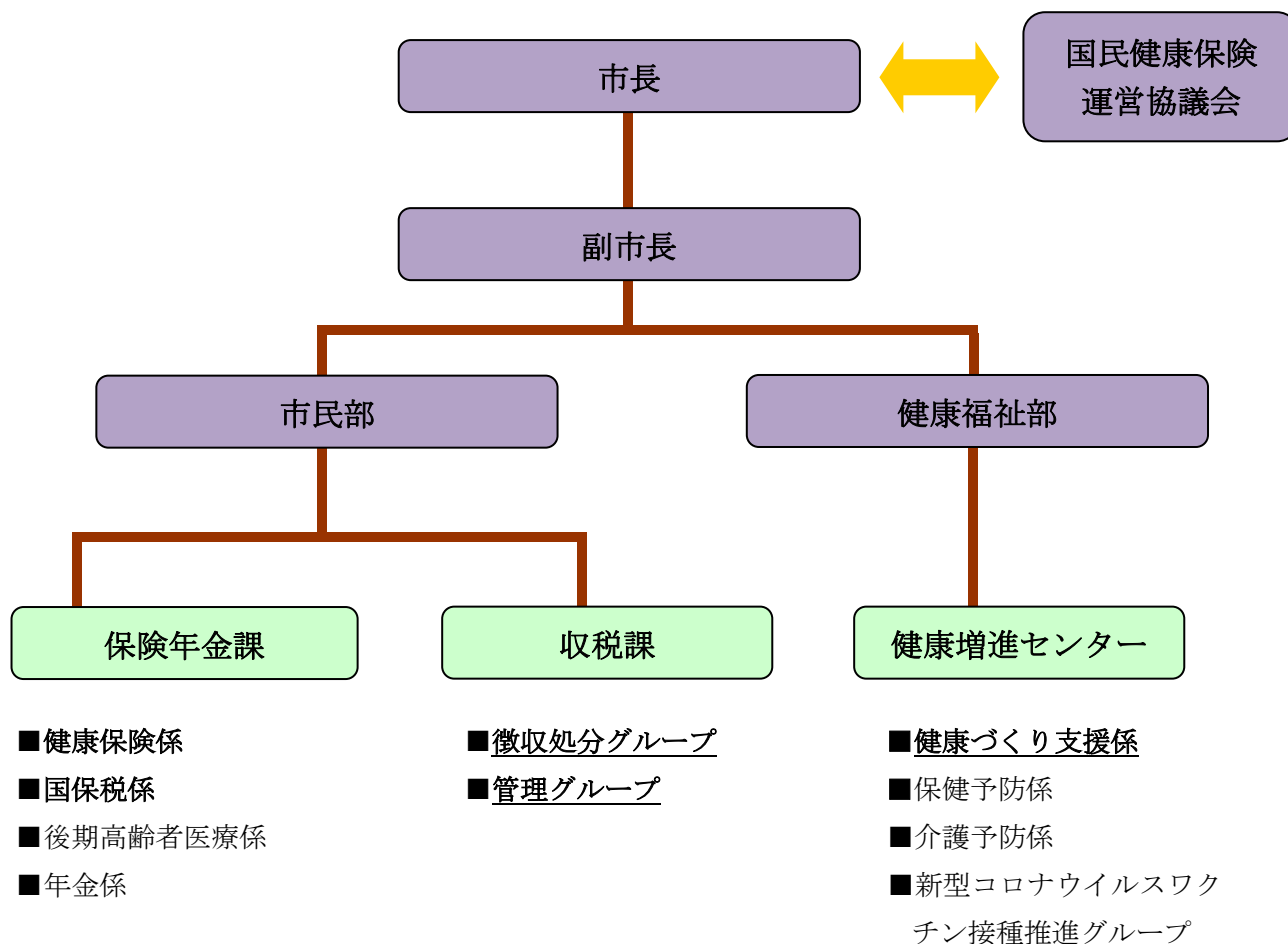 市長
国民健康保険
運営協議会
副市長
市民部
健康福祉部
保険年金課
収税課
健康増進センター
■健康保険係
■国保税係
■後期高齢者医療係
■年金係
■徴収処分グループ
■管理グループ
■健康づくり支援係
■保健予防係
■介護予防係
■新型コロナウイルスワク
チン接種推進グループ